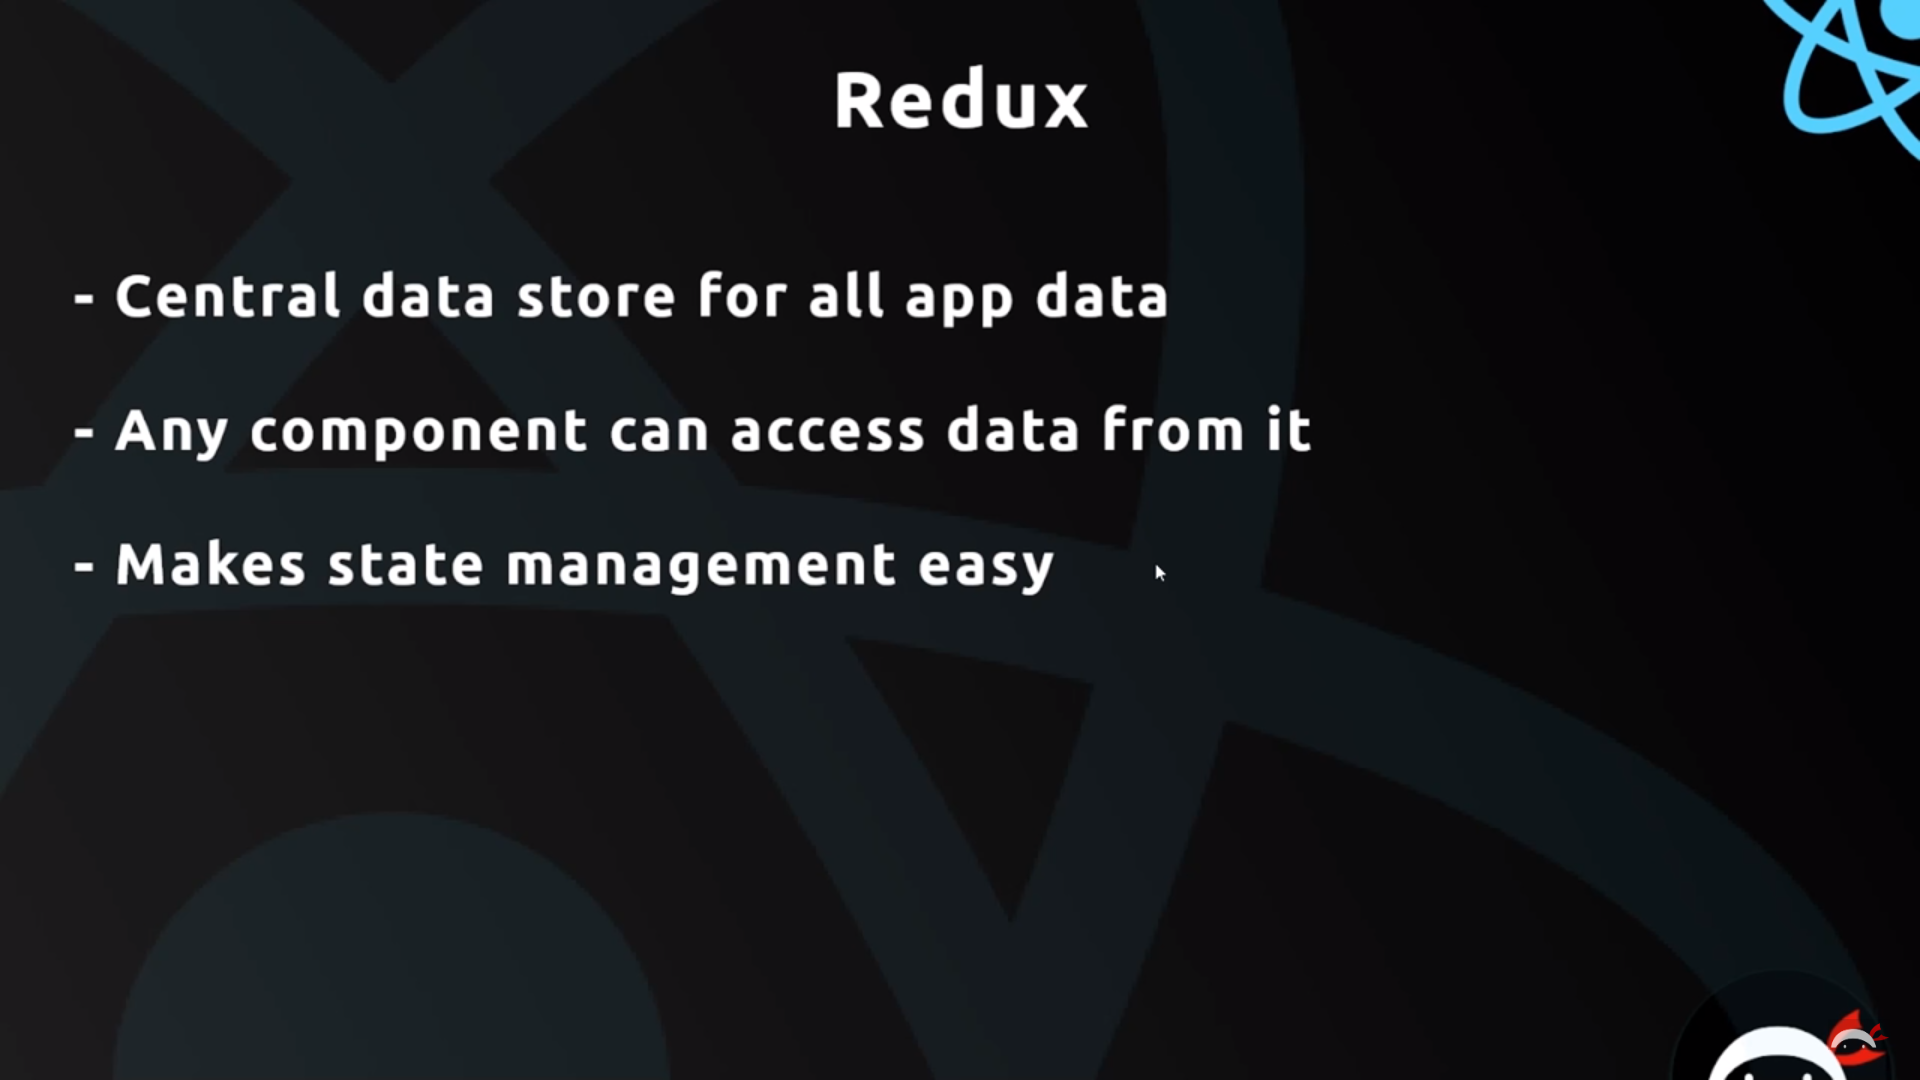 Redux
- Central data store for all app data
- Any component can access data from it
- Makes state management easy